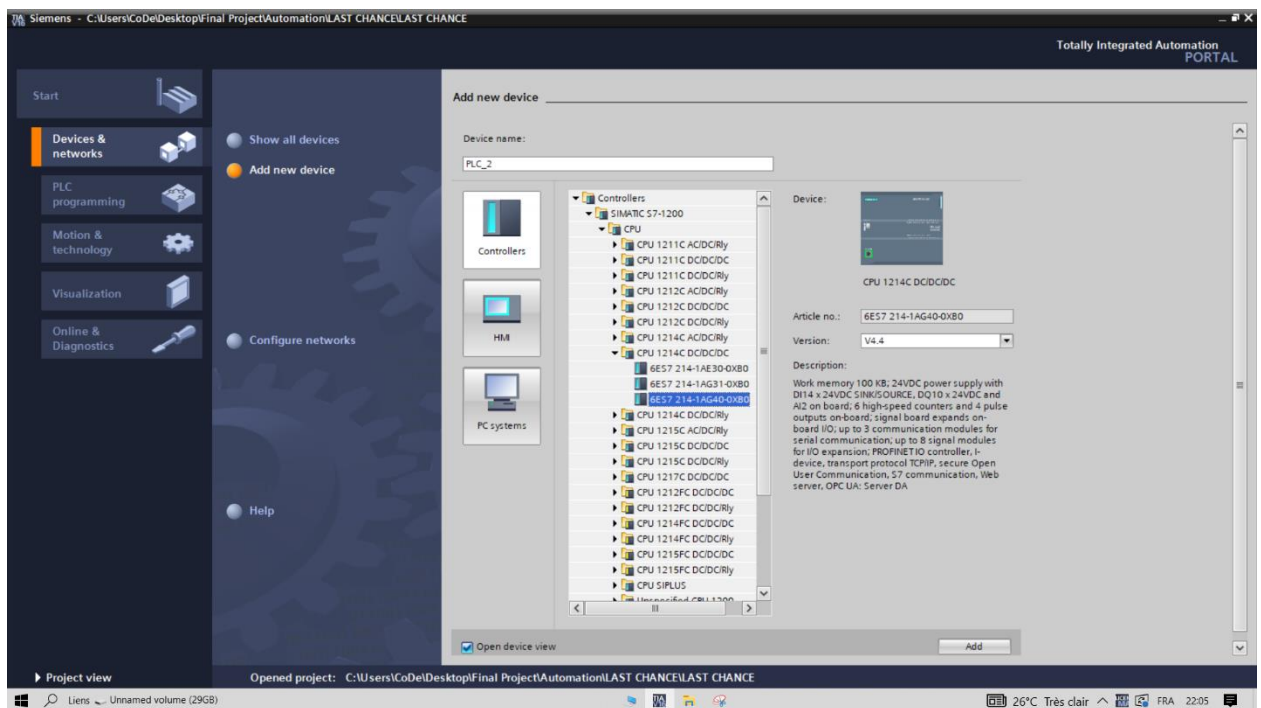 Siemens - C:\Users\CoDe\Desktop\Final Project\Automation\LAST CHANCE\LAST CHANCE
Totally Integrated Automation
PORTAL
Start
Devices &
networks
PLC
programming
Motion &
technology
Visualization
Online &
Diagnostics
Show all devices
Add new device
Configure networks
Help
Add new device
Device name:
PLC_2
Controllers
HMI
PC systems
Controllers
SIMATIC S7-1200
CPU
CPU 1211C AC/DC/Rly
CPU 1211C DC/DC/DC
CPU 1211C DC/DC/Rly
CPU 1212C AC/DC/Rly
CPU 1212C DC/DC/DC
CPU 1212C DC/DC/Rly
CPU 1214C AC/DC/Rly
CPU 1214C DC/DC/DC
6ES7 214-1AE30-0XB0
6ES7 214-1AG31-0XB0
6ES7 214-1AG40-0XB0
CPU 1214C DC/DC/Rly
CPU 1215C AC/DC/Rly
CPU 1215C DC/DC/DC
CPU 1215C DC/DC/Rly
CPU 1217C DC/DC/DC
CPU 1212FC DC/DC/DC
CPU 1212FC DC/DC/Rly
CPU 1214FC DC/DC/DC
CPU 1214FC DC/DC/Rly
CPU 1215FC DC/DC/DC
CPU 1215FC DC/DC/Rly
CPU SIPLUS
Unspecified CPU 1200
Device:
CPU 1214C DC/DC/DC
Article no.: 6ES7 214-1AG40-0XB0
Version: V4.4
Description:
Work memory 100 KB; 24VDC power supply with
DI14 x 24VDC SINK/SOURCE, DQ10 x 24VDC and
AI2 on board; 6 high-speed counters and 4 pulse
outputs on-board; signal board expands on-
board I/O; up to 3 communication modules for
serial communication; up to 8 signal modules
for I/O expansion; PROFINET IO controller, I-
device, transport protocol TCP/IP, secure Open
User Communication, S7 communication, Web
server, OPC UA: Server DA
Open device view
Add
Project view
Opened project: C:\Users\CoDe\Desktop\Final Project\Automation\LAST CHANCE\LAST CHANCE
Liens Unnamed volume (29GB)
26°C Très clair
FRA 22:05